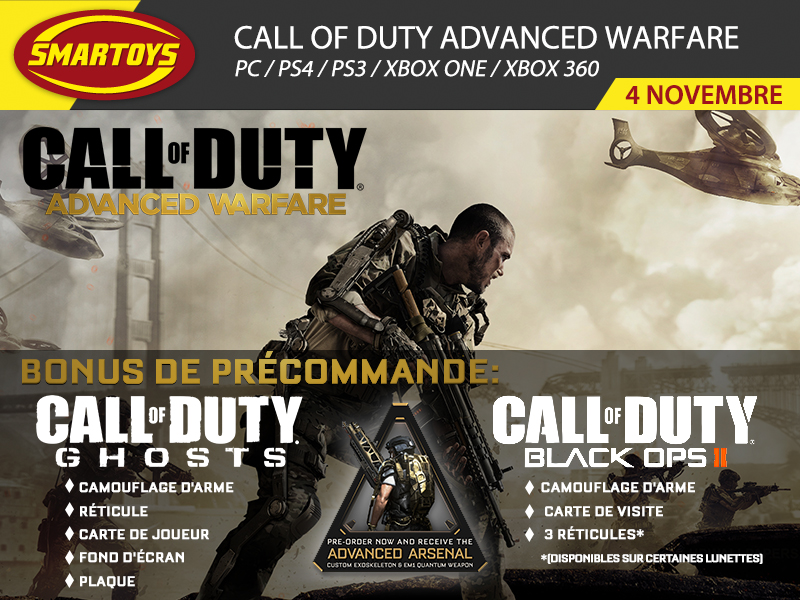 SMARTOYS
CALL OF DUTY ADVANCED WARFARE
PC / PS4 / PS3 / XBOX ONE / XBOX 360
4 NOVEMBRE
CALL OF DUTY®
ADVANCED WARFARE
BONUS DE PRÉCOMMANDE:
CALL OF DUTY®
GHOSTS
CAMOUFLAGE D'ARME
RÉTICULE
CARTE DE JOUEUR
FOND D'ÉCRAN
PLAQUE
PRE-ORDER NOW AND RECEIVE THE
ADVANCED ARSENAL
CUSTOM EXOSKELETON & EM1 QUANTUM WEAPON
CALL OF DUTY®
BLACK OPS II
CAMOUFLAGE D'ARME
CARTE DE VISITE
3 RÉTICULES*
*(DISPONIBLES SUR CERTAINES LUNETTES)